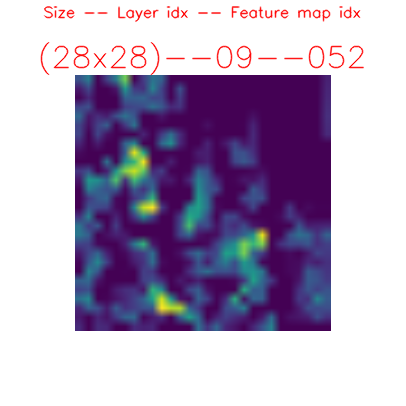 Size -- Layer idx -- Feature map idx
(28x28)--09--052